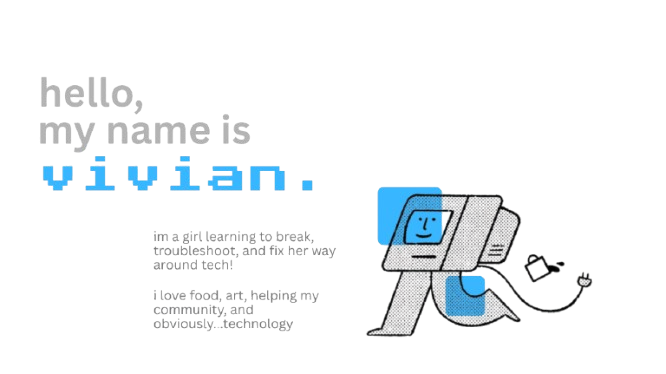 hello,
my name is
vivian.
im a girl learning to break,
troubleshoot, and fix her way
around tech!
i love food, art, helping my
community, and
obviously...technology